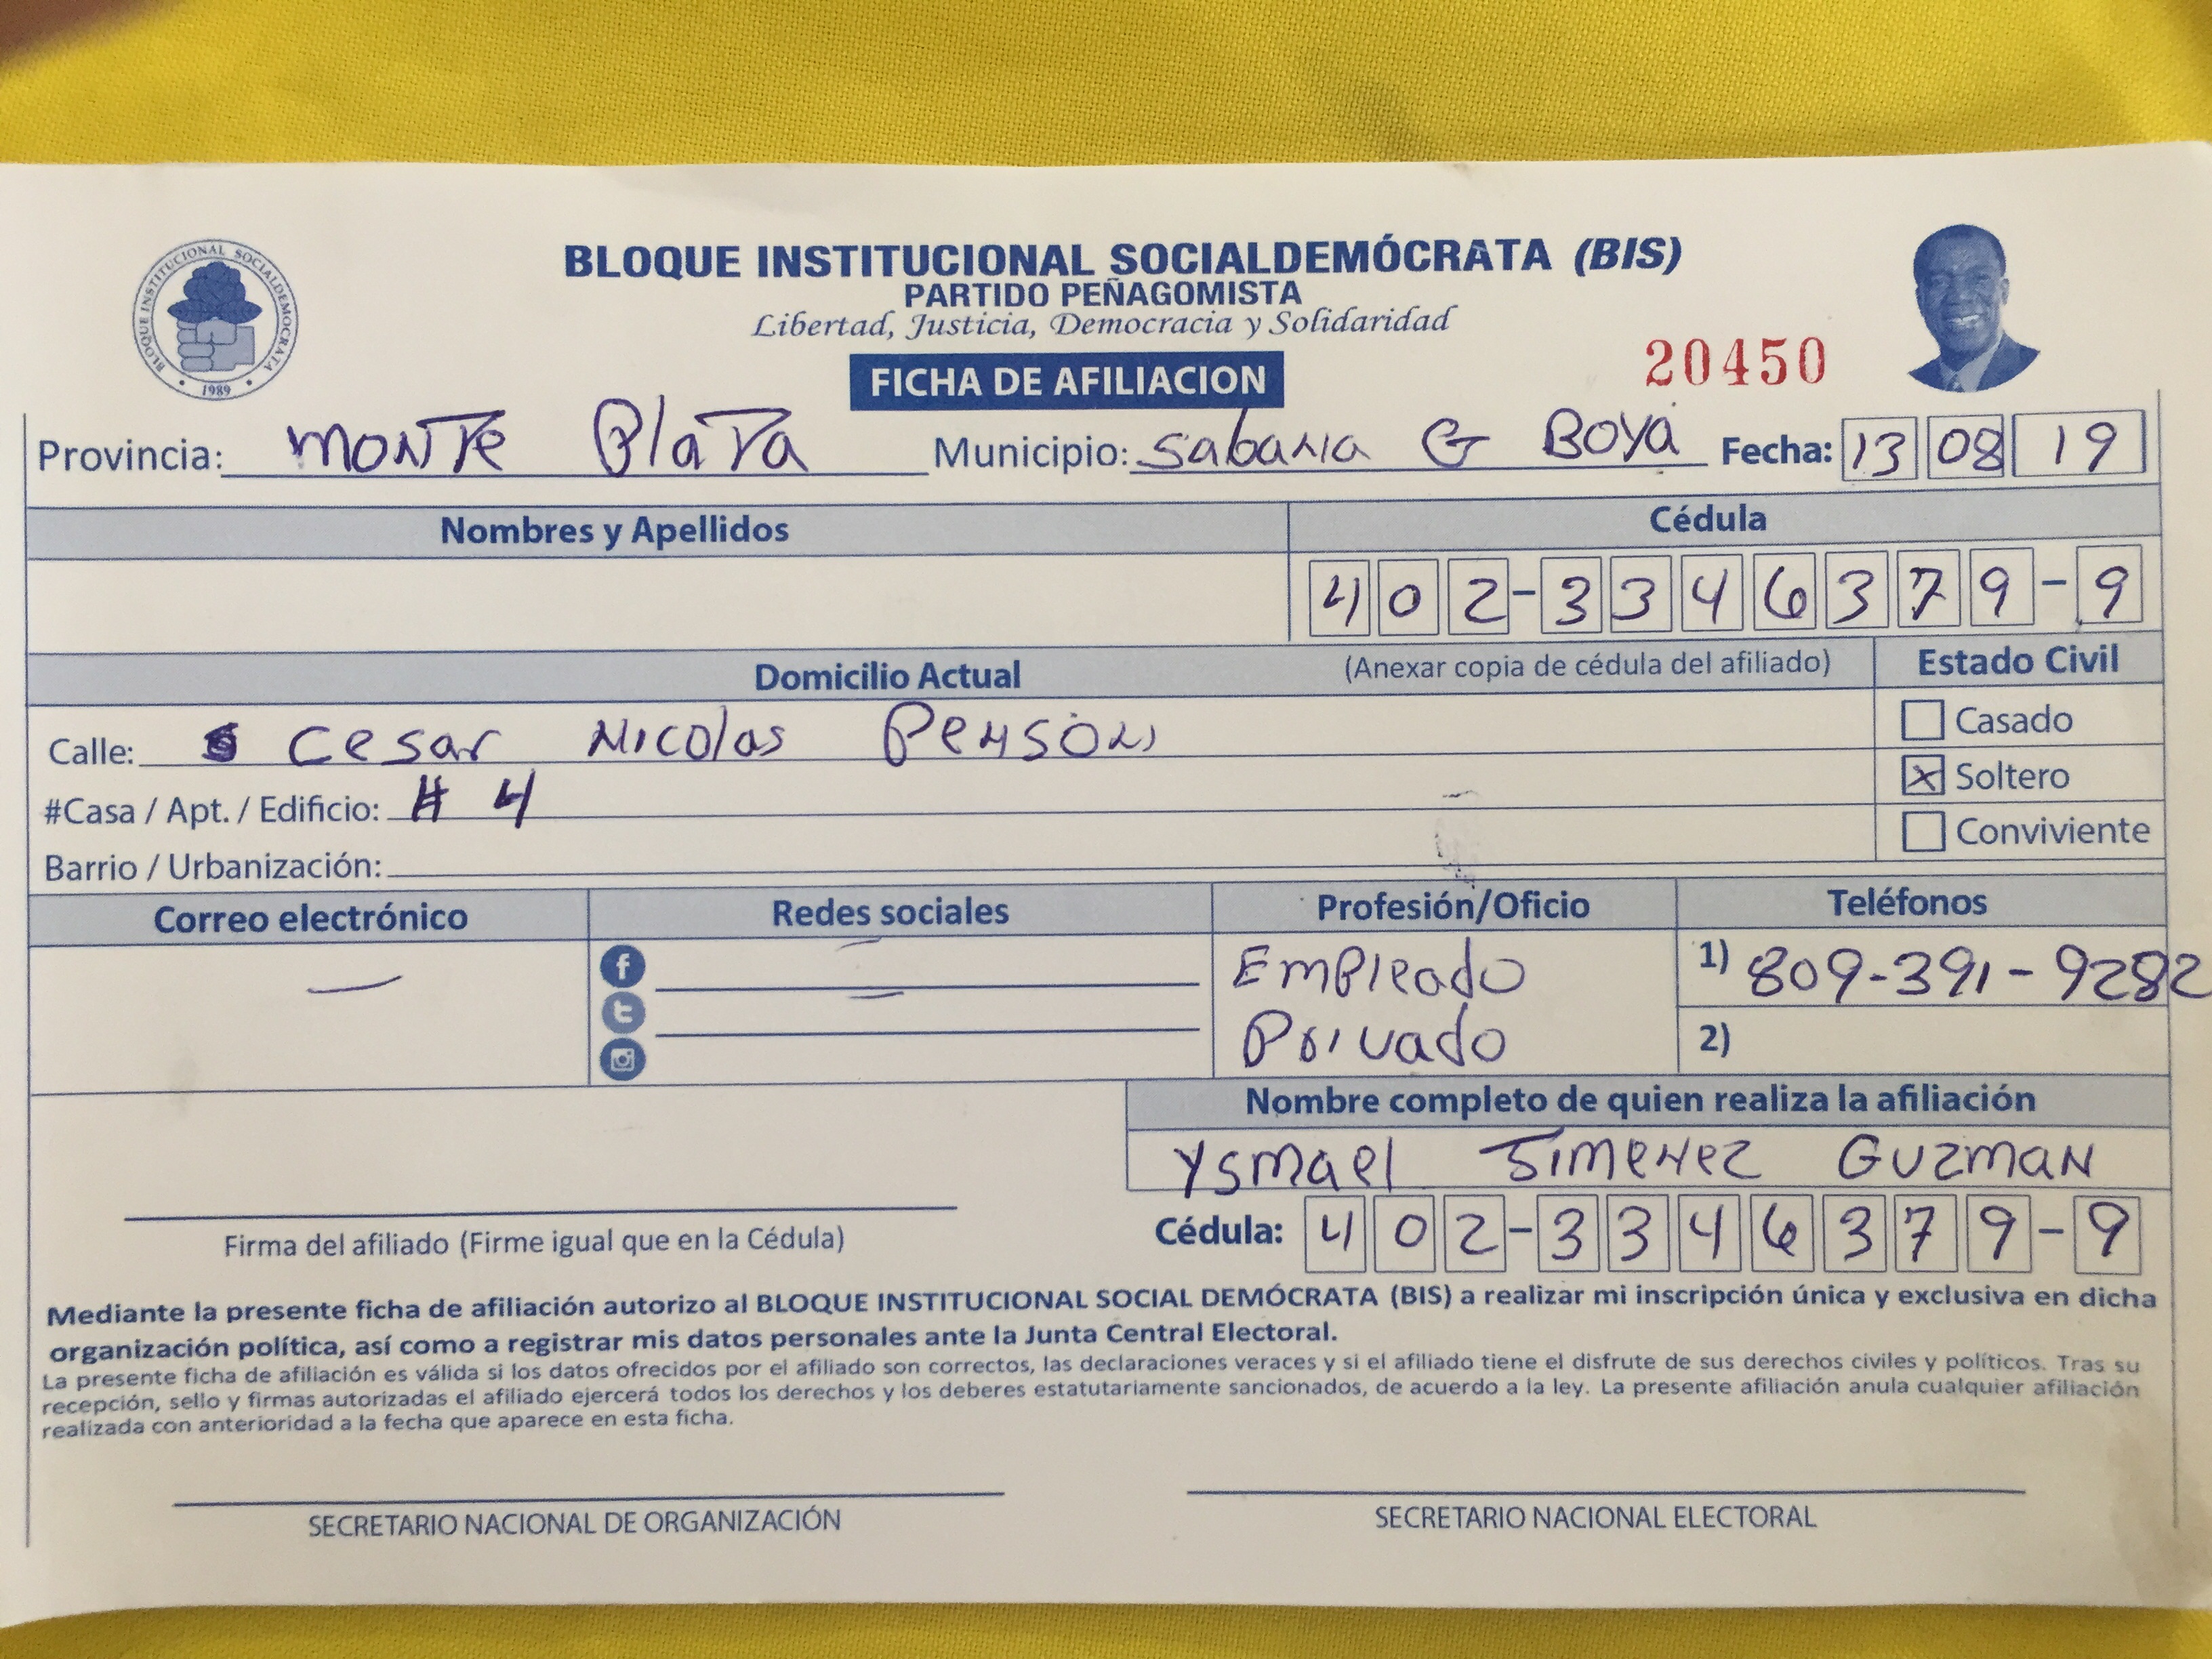 BLOQUE INSTITUCIONAL SOCIALDEMOCRATA
1989
BLOQUE INSTITUCIONAL SOCIALDEMÓCRATA (BIS)
PARTIDO PEÑAGOMISTA
Libertad, Justicia, Democracia y Solidaridad
FICHA DE AFILIACION
20450
Provincia: Monte Plata Municipio: Sabana G Boyá Fecha: 13 08 19
Nombres y Apellidos Cédula
402-3346379-9
Domicilio Actual (Anexar copia de cédula del afiliado) Estado Civil
Calle: Cesar Nicolas Penson Casado
#Casa / Apt. / Edificio: # 4 X Soltero
Barrio / Urbanización: Conviviente
Correo electrónico Redes sociales Profesión/Oficio Teléfonos
— — Empleado 1) 809-391-9282
— Privado 2)
Nombre completo de quien realiza la afiliación
Ysmael Jimenez Guzman
Firma del afiliado (Firme igual que en la Cédula) Cédula: 402-3346379-9
Mediante la presente ficha de afiliación autorizo al BLOQUE INSTITUCIONAL SOCIAL DEMÓCRATA (BIS) a realizar mi inscripción única y exclusiva en dicha
organización política, así como a registrar mis datos personales ante la Junta Central Electoral.
La presente ficha de afiliación es válida si los datos ofrecidos por el afiliado son correctos, las declaraciones veraces y si el afiliado tiene el disfrute de sus derechos civiles y políticos. Tras su
recepción, sello y firmas autorizadas el afiliado ejercerá todos los derechos y los deberes estatutariamente sancionados, de acuerdo a la ley. La presente afiliación anula cualquier afiliación
realizada con anterioridad a la fecha que aparece en esta ficha.
SECRETARIO NACIONAL DE ORGANIZACIÓN SECRETARIO NACIONAL ELECTORAL